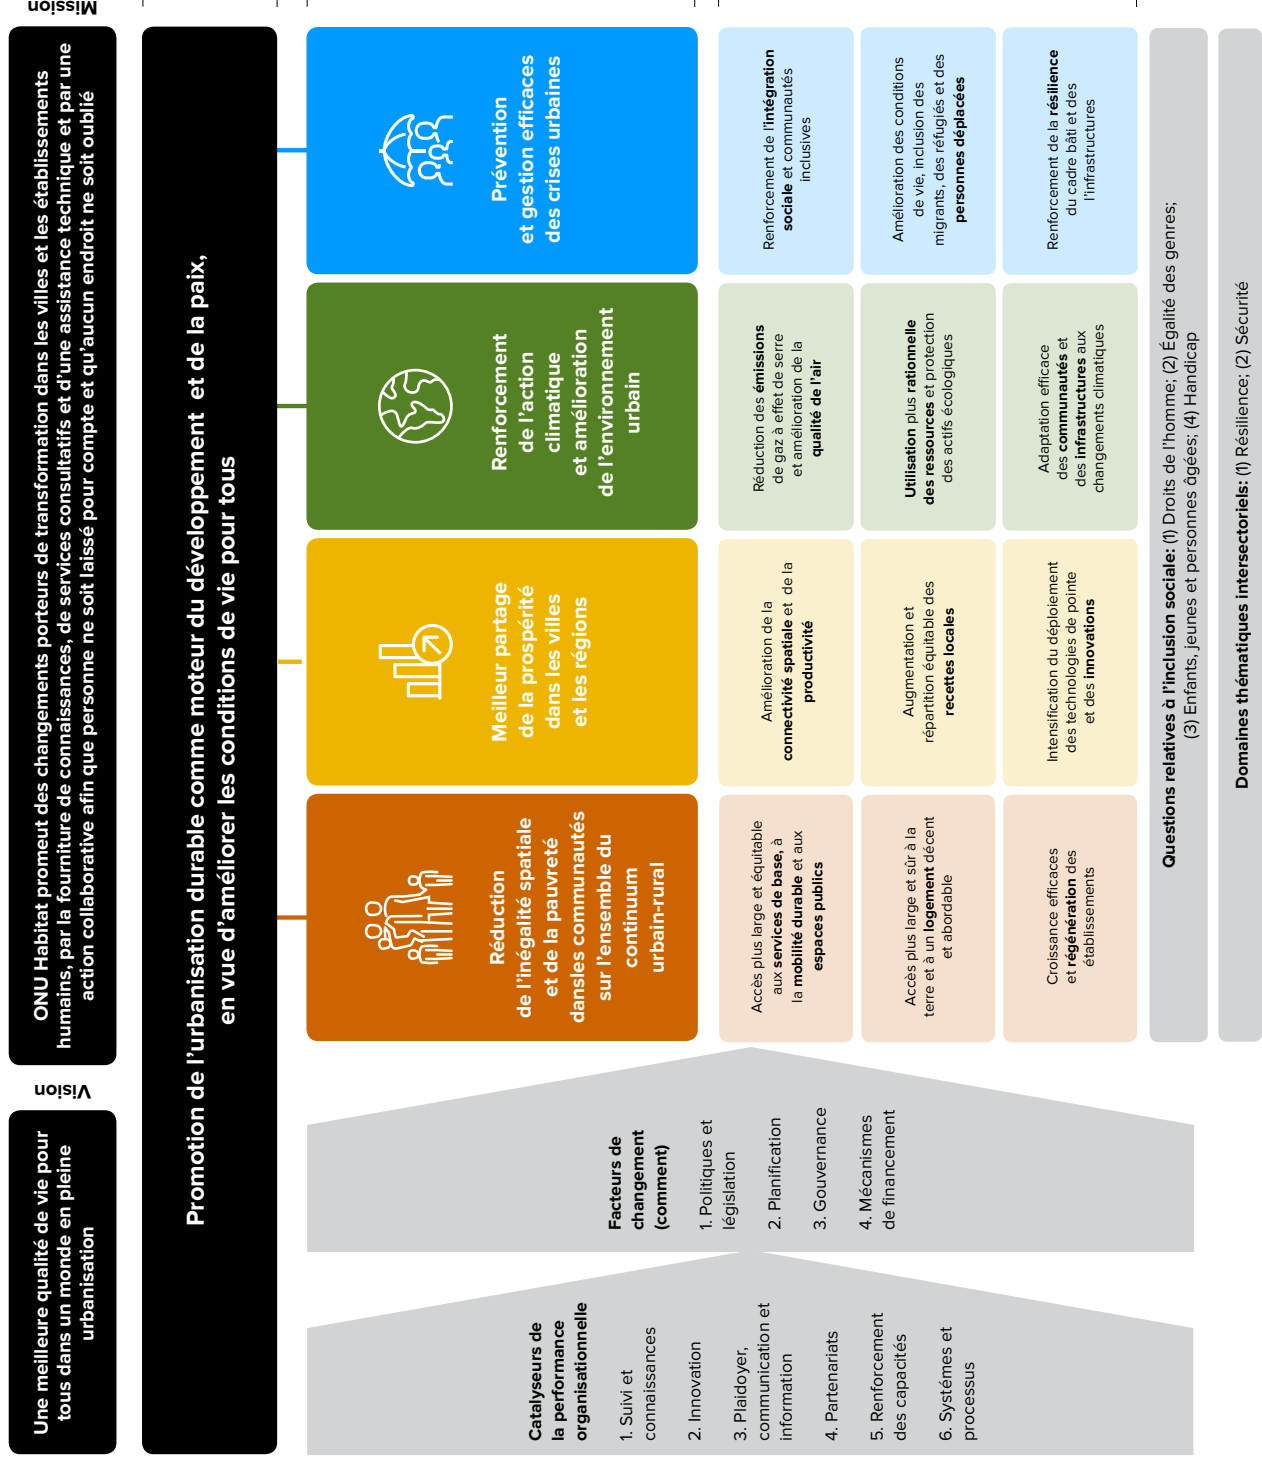 Vision
Une meilleure qualité de vie pour
tous dans un monde en pleine
urbanisation
Mission
ONU Habitat promeut des changements porteurs de transformation dans les villes et les établissements
humains, par la fourniture de connaissances, de services consultatifs et d’une assistance technique et par une
action collaborative afin que personne ne soit laissé pour compte et qu’aucun endroit ne soit oublié
Promotion de l’urbanisation durable comme moteur du développement et de la paix,
en vue d’améliorer les conditions de vie pour tous
Catalyseurs de
la performance
organisationnelle
1. Suivi et
connaissances
2. Innovation
3. Plaidoyer,
communication et
information
4. Partenariats
5. Renforcement
des capacités
6. Systémes et
processus
Facteurs de
changement
(comment)
1. Politiques et
législation
2. Planification
3. Gouvernance
4. Mécanismes
de financement
Réduction
de l’inégalité spatiale
et de la pauvreté
dansles communautés
sur l’ensemble du
continuum
urbain-rural
Meilleur partage
de la prospérité
dans les villes
et les régions
Renforcement
de l’action
climatique
et amélioration
de l’environnement
urbain
Prévention
et gestion efficaces
des crises urbaines
Accès plus large et équitable
aux services de base, à
la mobilité durable et aux
espaces publics
Amélioration de la
connectivité spatiale et de la
productivité
Réduction des émissions
de gaz à effet de serre
et amélioration de la
qualité de l’air
Renforcement de l’intégration
sociale et communautés
inclusives
Accès plus large et sûr à la
terre et à un logement décent
et abordable
Augmentation et
répartition équitable des
recettes locales
Utilisation plus rationnelle
des ressources et protection
des actifs écologiques
Amélioration des conditions
de vie, inclusion des
migrants, des réfugiés et des
personnes déplacées
Croissance efficaces
et régénération des
établissements
Intensification du déploiement
des technologies de pointe
et des innovations
Adaptation efficace
des communautés et
des infrastructures aux
changements climatiques
Renforcement de la résilience
du cadre bâti et des
l’infrastructures
Questions relatives à l’inclusion sociale: (1) Droits de l’homme; (2) Égalité des genres;
(3) Enfants, jeunes et personnes âgées; (4) Handicap
Domaines thématiques intersectoriels: (1) Résilience; (2) Sécurité